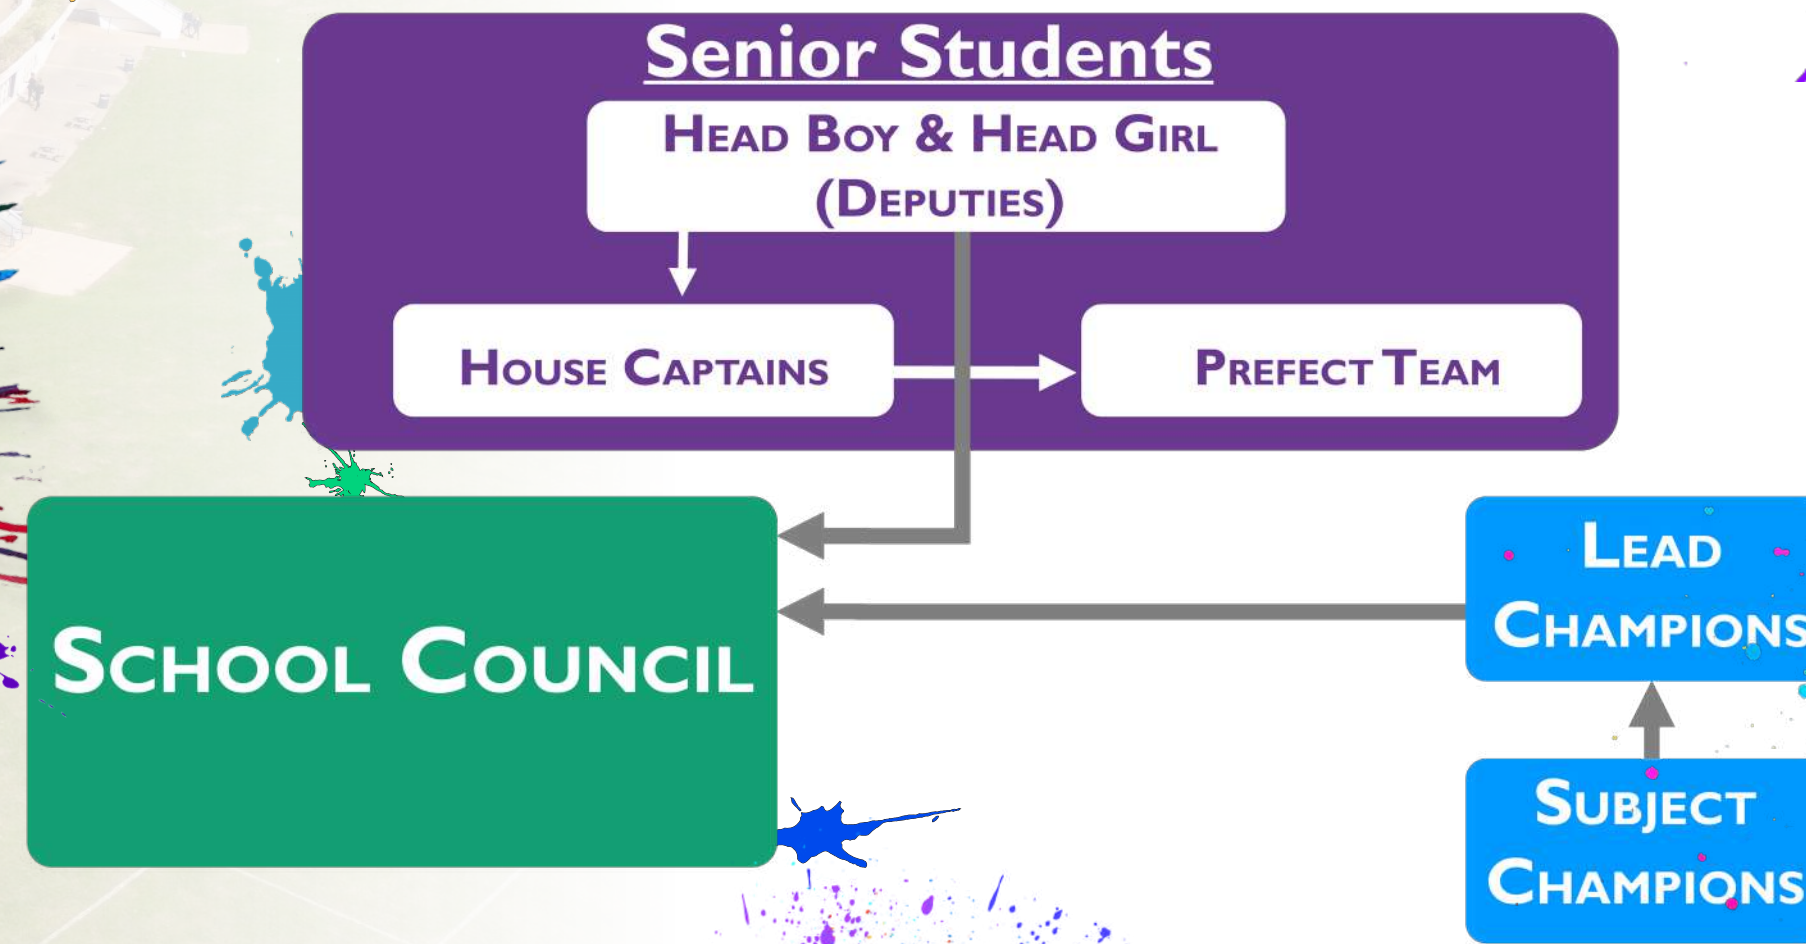 Senior Students
HEAD BOY & HEAD GIRL
(DEPUTIES)
HOUSE CAPTAINS
PREFECT TEAM
SCHOOL COUNCIL
LEAD
CHAMPIONS
SUBJECT
CHAMPIONS